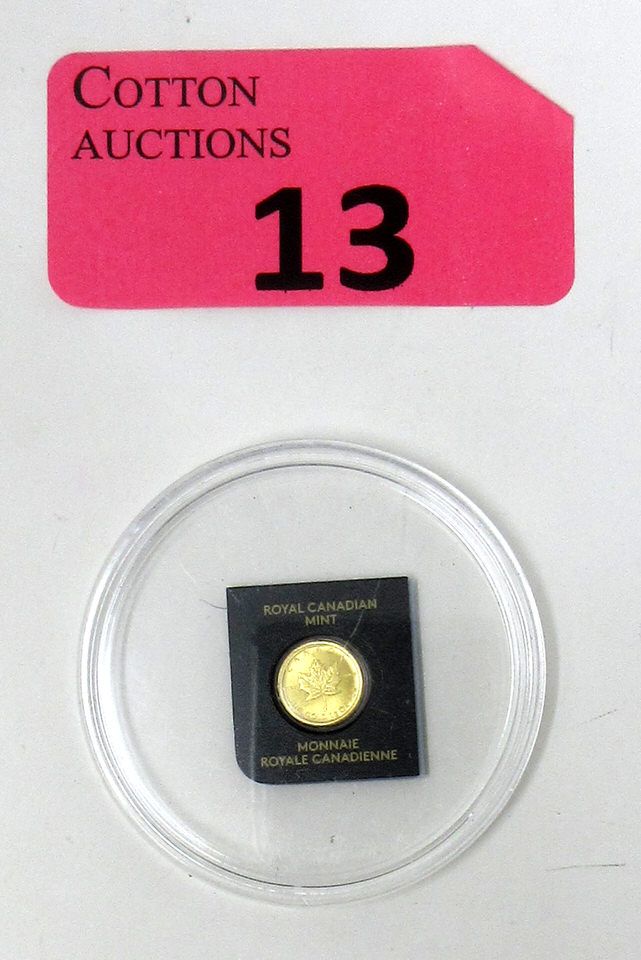 COTTON
AUCTIONS
13
ROYAL CANADIAN
MINT
MONNAIE
ROYALE CANADIENNE